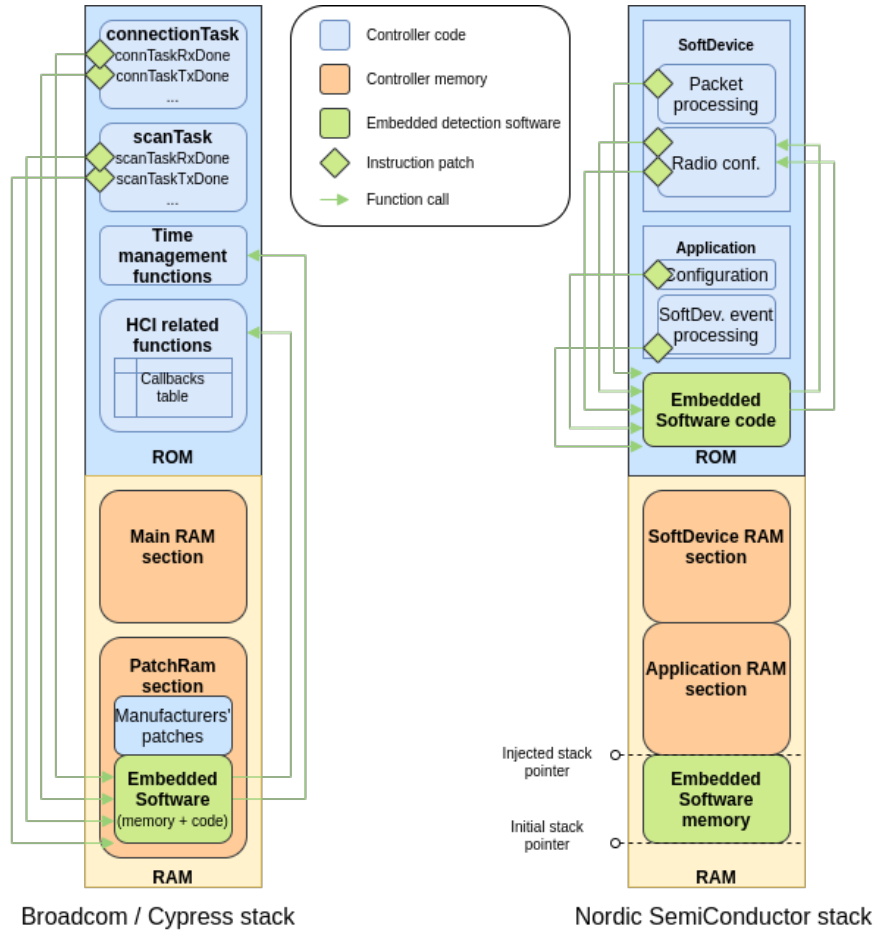 connectionTask
connTaskRxDone
connTaskTxDone
...
scanTask
scanTaskRxDone
scanTaskTxDone
...
Time
management
functions
HCI related
functions
Callbacks
table
ROM
Main RAM
section
PatchRam
section
Manufacturers'
patches
Embedded
Software
(memory + code)
RAM
Broadcom / Cypress stack
Controller code
Controller memory
Embedded detection software
Instruction patch
Function call
SoftDevice
Packet
processing
Radio conf.
Application
Configuration
SoftDev. event
processing
Embedded
Software code
ROM
SoftDevice RAM
section
Application RAM
section
Injected stack
pointer
Embedded
Software
memory
Initial stack
pointer
RAM
Nordic SemiConductor stack